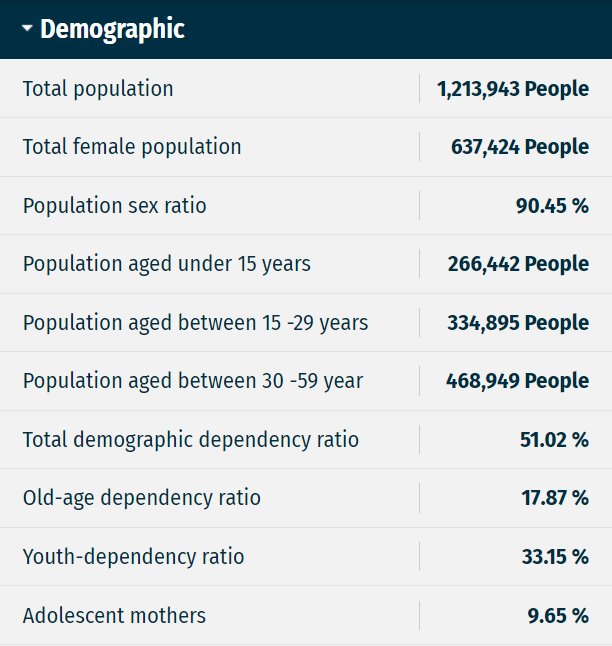 Demographic
Total population 1,213,943 People
Total female population 637,424 People
Population sex ratio 90.45 %
Population aged under 15 years 266,442 People
Population aged between 15 -29 years 334,895 People
Population aged between 30 -59 year 468,949 People
Total demographic dependency ratio 51.02 %
Old-age dependency ratio 17.87 %
Youth-dependency ratio 33.15 %
Adolescent mothers 9.65 %